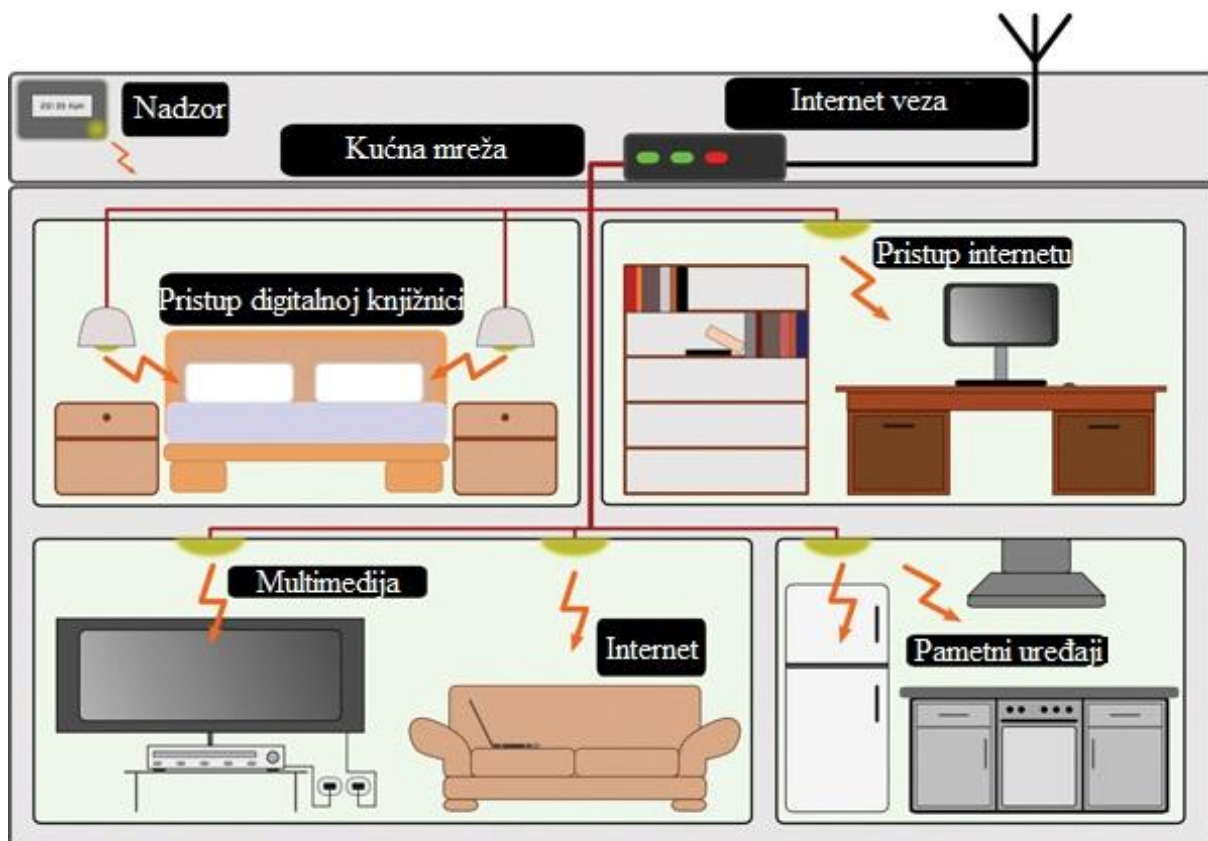 Nadzor
Internet veza
Kućna mreža
Pristup internetu
Pristup digitalnoj knjižnici
Multimedija
Internet
Pametni uređaji